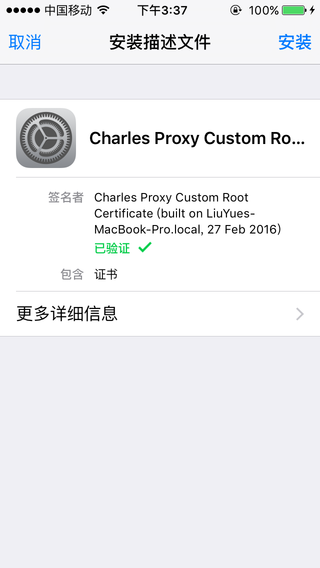 中国移动 下午3:37 100%
取消 安装描述文件 安装
Charles Proxy Custom Ro...
签名者 Charles Proxy Custom Root
Certificate (built on LiuYues-
MacBook-Pro.local, 27 Feb 2016)
已验证
包含 证书
更多详细信息